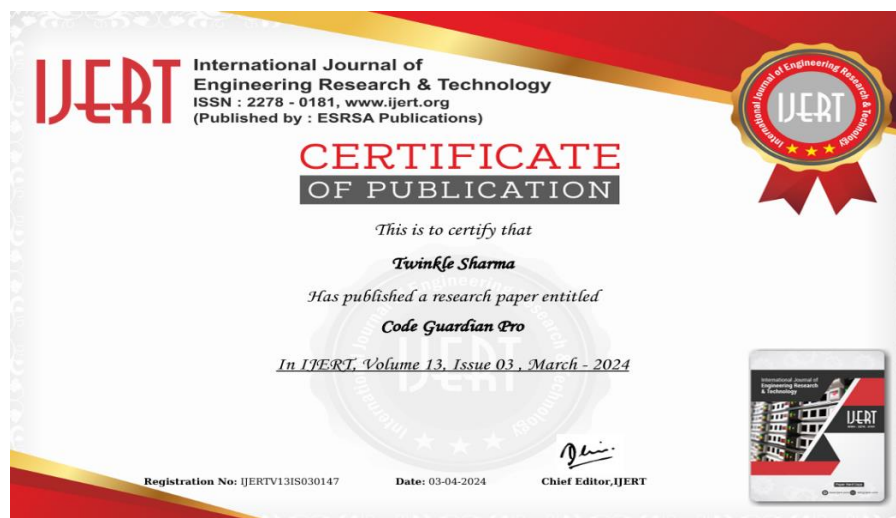 IJERT
International Journal of
Engineering Research & Technology
ISSN : 2278 - 0181, www.ijert.org
(Published by : ESRSA Publications)
International Journal of Engineering Research & Technology
IJERT
CERTIFICATE
OF PUBLICATION
This is to certify that
Twinkle Sharma
Has published a research paper entitled
Code Guardian Pro
In IJERT, Volume 13, Issue 03 , March - 2024
International Journal of
Engineering Research
& Technology
IJERT
Registration No: IJERTV13IS030147
Date: 03-04-2024
Chief Editor,IJERT